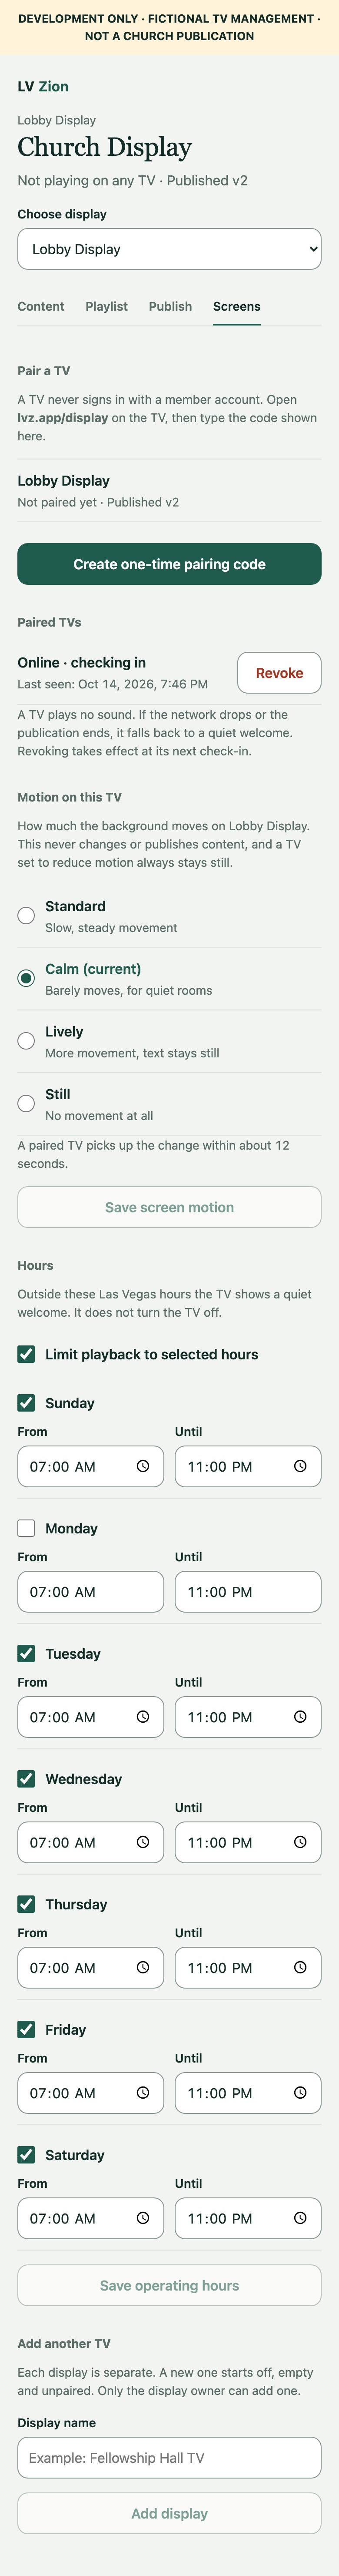 DEVELOPMENT ONLY · FICTIONAL TV MANAGEMENT ·
NOT A CHURCH PUBLICATION
LV Zion
Lobby Display
Church Display
Not playing on any TV · Published v2
Choose display
Lobby Display
Content Playlist Publish Screens
Pair a TV
A TV never signs in with a member account. Open
lvz.app/display on the TV, then type the code shown
here.
Lobby Display
Not paired yet · Published v2
Create one-time pairing code
Paired TVs
Online · checking in
Last seen: Oct 14, 2026, 7:46 PM
Revoke
A TV plays no sound. If the network drops or the
publication ends, it falls back to a quiet welcome.
Revoking takes effect at its next check-in.
Motion on this TV
How much the background moves on Lobby Display.
This never changes or publishes content, and a TV
set to reduce motion always stays still.
Standard
Slow, steady movement
Calm (current)
Barely moves, for quiet rooms
Lively
More movement, text stays still
Still
No movement at all
A paired TV picks up the change within about 12
seconds.
Save screen motion
Hours
Outside these Las Vegas hours the TV shows a quiet
welcome. It does not turn the TV off.
Limit playback to selected hours
Sunday
From Until
07:00 AM 11:00 PM
Monday
From Until
07:00 AM 11:00 PM
Tuesday
From Until
07:00 AM 11:00 PM
Wednesday
From Until
07:00 AM 11:00 PM
Thursday
From Until
07:00 AM 11:00 PM
Friday
From Until
07:00 AM 11:00 PM
Saturday
From Until
07:00 AM 11:00 PM
Save operating hours
Add another TV
Each display is separate. A new one starts off, empty
and unpaired. Only the display owner can add one.
Display name
Example: Fellowship Hall TV
Add display